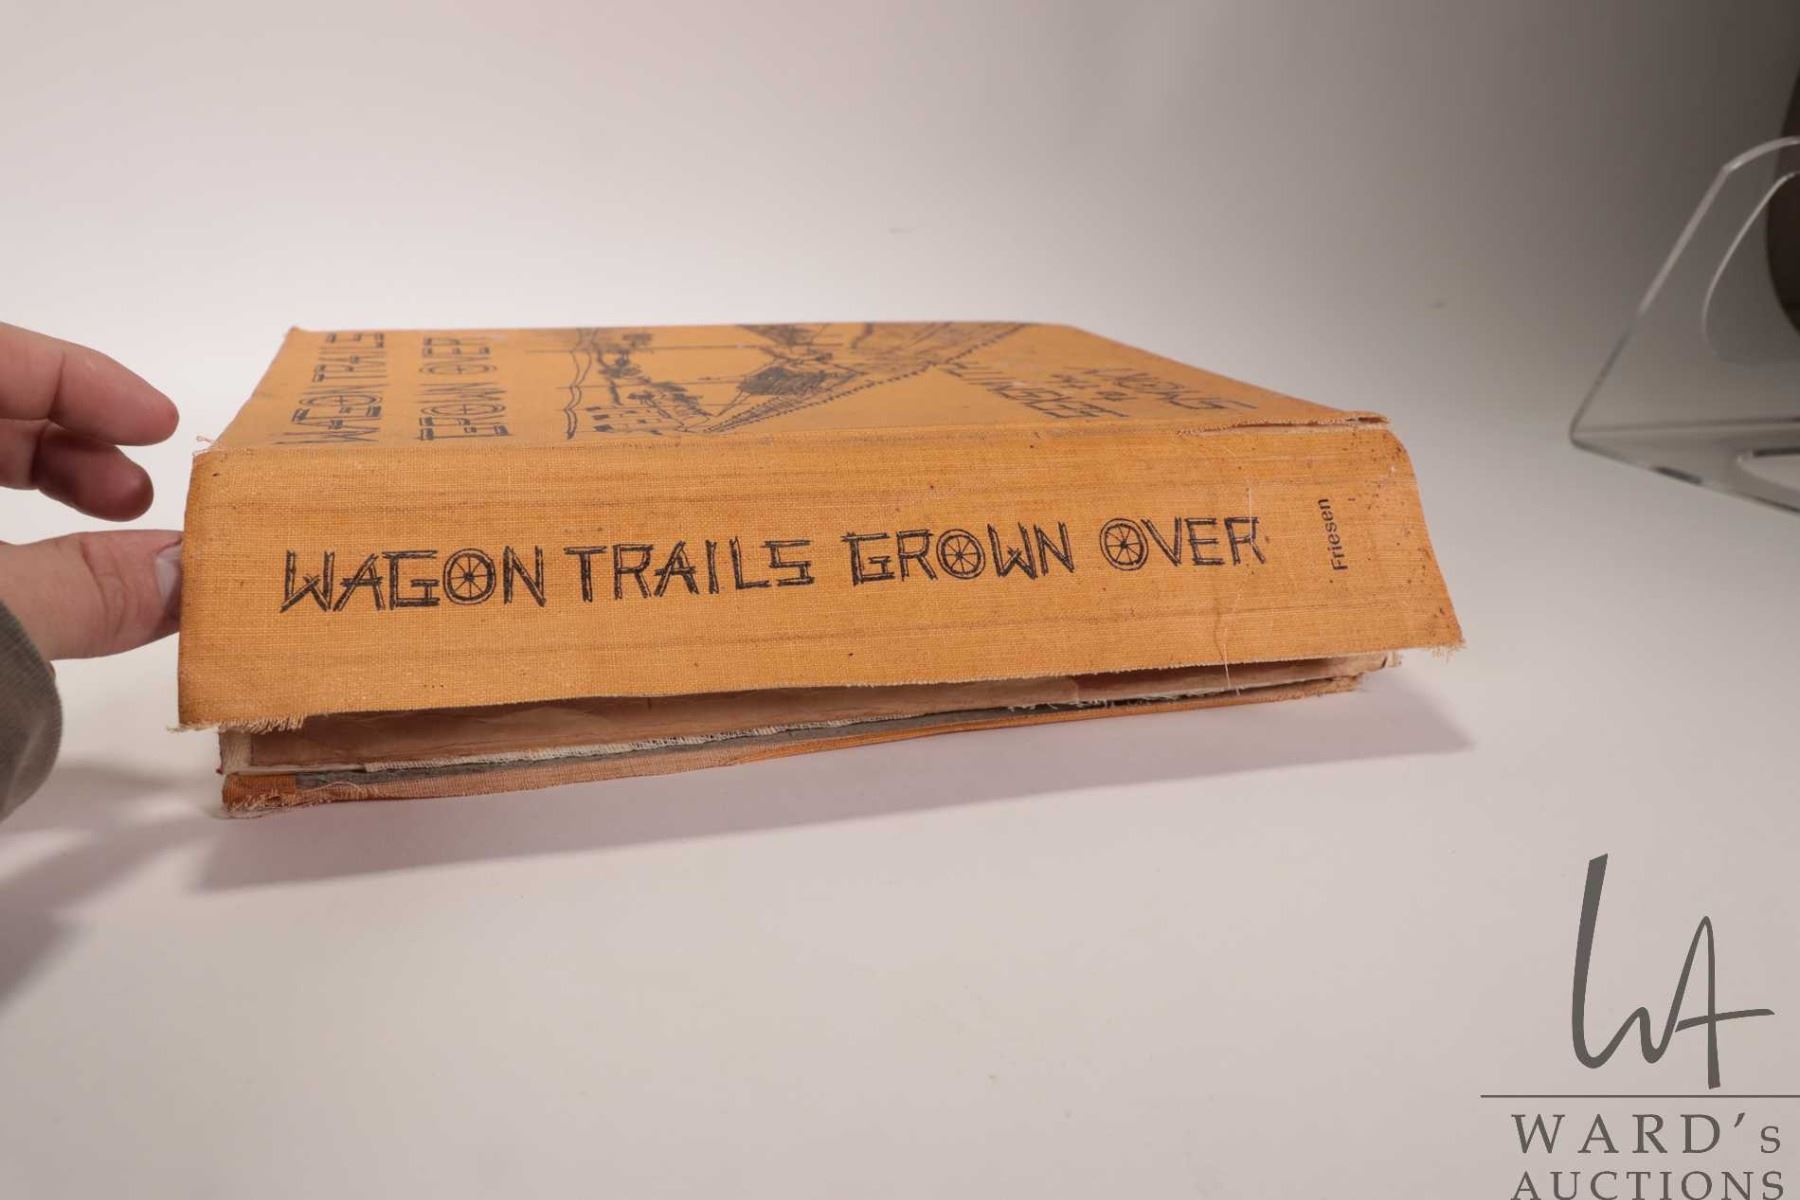 WAGON TRAILS
GROWN OVER
WAGON TRAILS GROWN OVER
Friesen
WARD's
AUCTIONS